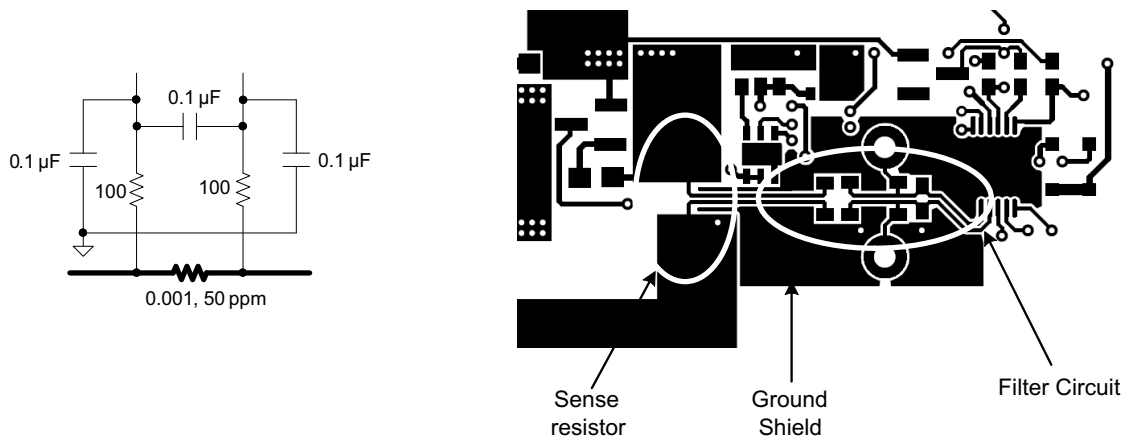 0.1 µF
0.1 µF
0.1 µF
100
100
0.001, 50 ppm
Sense
resistor
Ground
Shield
Filter Circuit